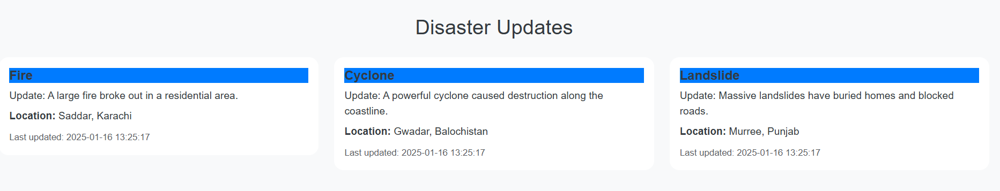 Disaster Updates
Fire
Update: A large fire broke out in a residential area.
Location: Saddar, Karachi
Last updated: 2025-01-16 13:25:17
Cyclone
Update: A powerful cyclone caused destruction along the
coastline.
Location: Gwadar, Balochistan
Last updated: 2025-01-16 13:25:17
Landslide
Update: Massive landslides have buried homes and blocked
roads.
Location: Murree, Punjab
Last updated: 2025-01-16 13:25:17